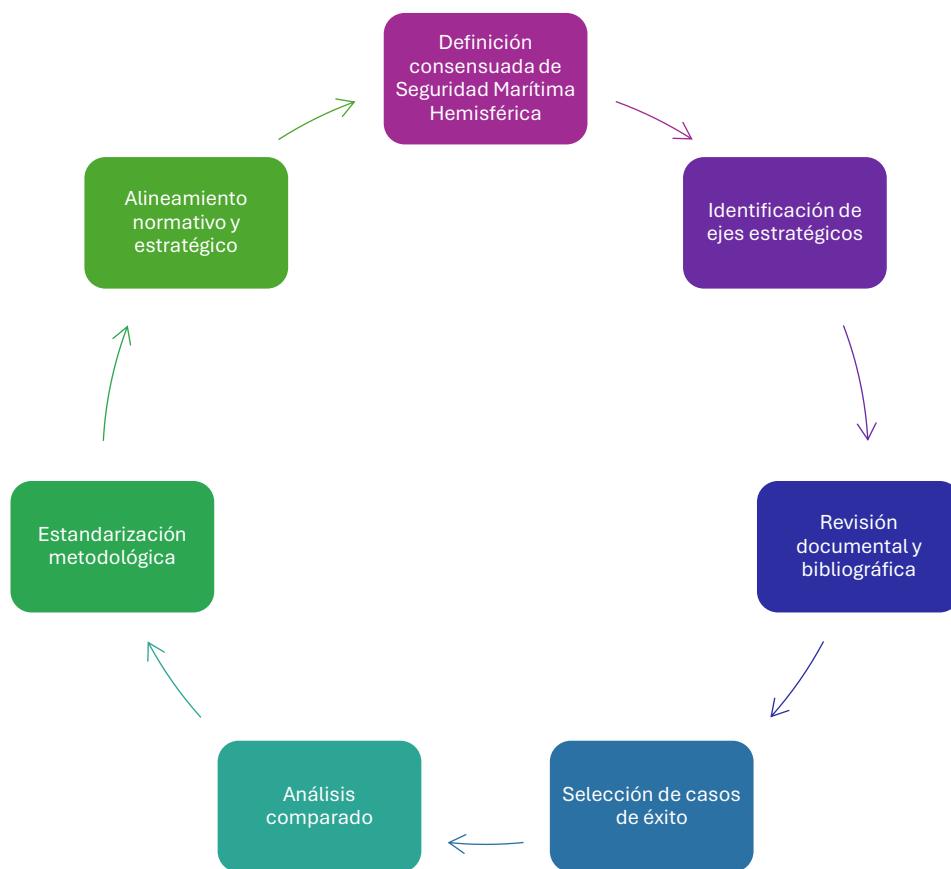 Definición
consensuada de
Seguridad Marítima
Hemisférica
Identificación de
ejes estratégicos
Revisión
documental y
bibliográfica
Selección de casos
de éxito
Análisis
comparado
Estandarización
metodológica
Alineamiento
normativo y
estratégico